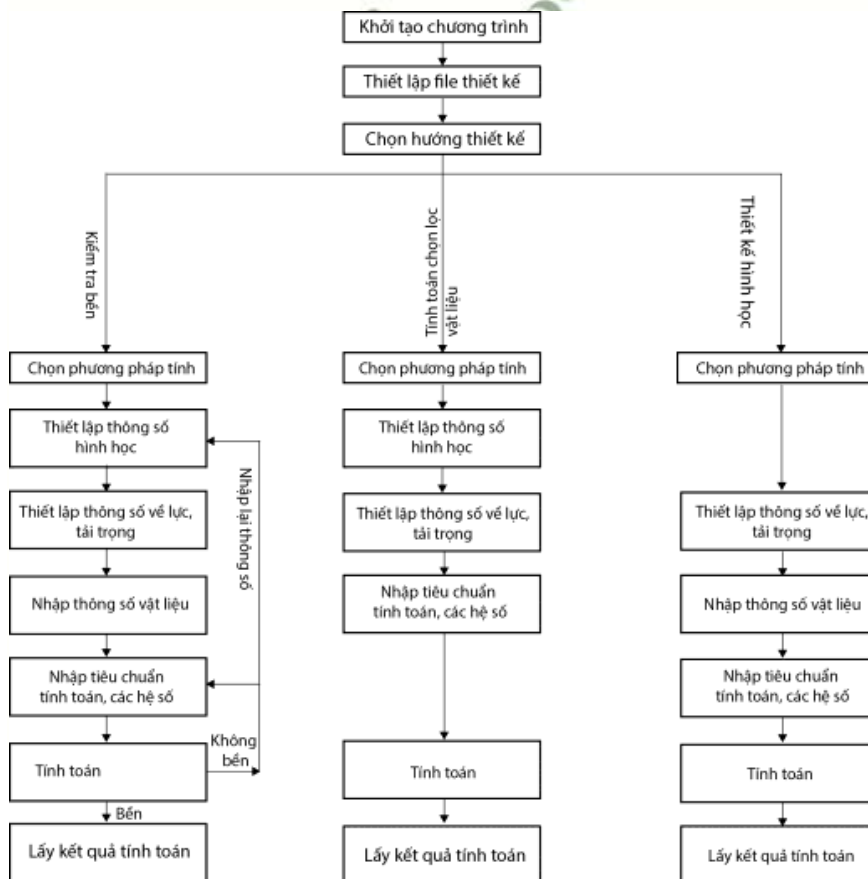 Khởi tạo chương trình
Thiết lập file thiết kế
Chọn hướng thiết kế
Kiểm tra bền
Tính toán chọn lọc
vật liệu
Thiết kế hình học
Chọn phương pháp tính
Thiết lập thông số
hình học
Thiết lập thông số về lực,
tải trọng
Nhập thông số vật liệu
Nhập tiêu chuẩn
tính toán, các hệ số
Tính toán
Không
bền
Nhập lại thông số
Bền
Lấy kết quả tính toán
Chọn phương pháp tính
Thiết lập thông số
hình học
Thiết lập thông số về lực,
tải trọng
Nhập tiêu chuẩn
tính toán, các hệ số
Tính toán
Lấy kết quả tính toán
Chọn phương pháp tính
Thiết lập thông số về lực,
tải trọng
Nhập thông số vật liệu
Nhập tiêu chuẩn
tính toán, các hệ số
Tính toán
Lấy kết quả tính toán